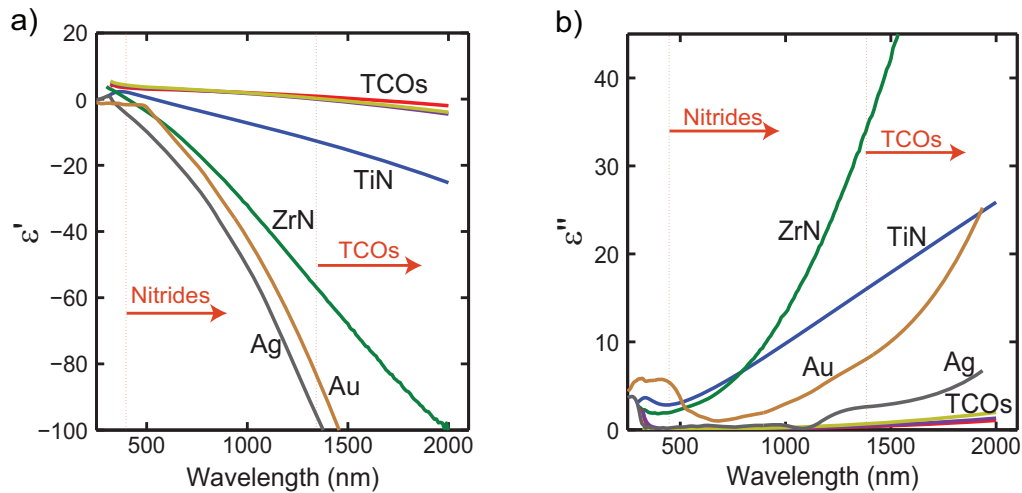 a)
20
0
−20
−40
−60
−80
−100
ε'
500
1000
1500
2000
Wavelength (nm)
TCOs
TiN
ZrN
TCOs
Nitrides
Ag
Au
b)
40
30
20
10
0
ε''
500
1000
1500
2000
Wavelength (nm)
Nitrides
TCOs
ZrN
TiN
Au
Ag
TCOs